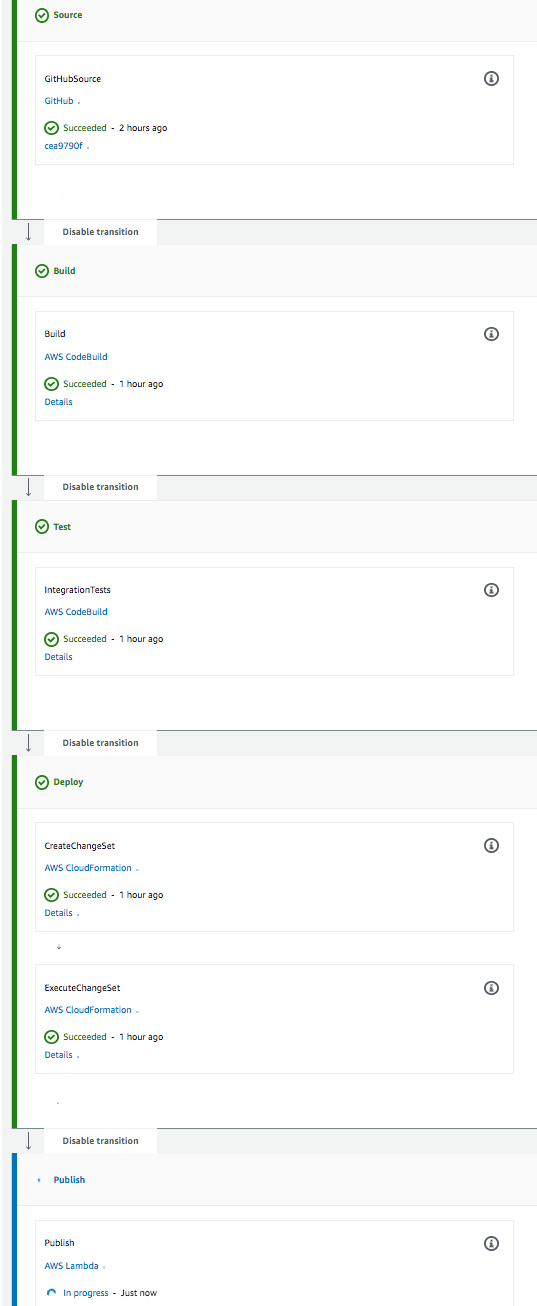 Source
GitHubSource
GitHub
Succeeded - 2 hours ago
cea9790f
Disable transition
Build
Build
AWS CodeBuild
Succeeded - 1 hour ago
Details
Disable transition
Test
IntegrationTests
AWS CodeBuild
Succeeded - 1 hour ago
Details
Disable transition
Deploy
CreateChangeSet
AWS CloudFormation
Succeeded - 1 hour ago
Details
ExecuteChangeSet
AWS CloudFormation
Succeeded - 1 hour ago
Details
Disable transition
Publish
Publish
AWS Lambda
In progress - Just now